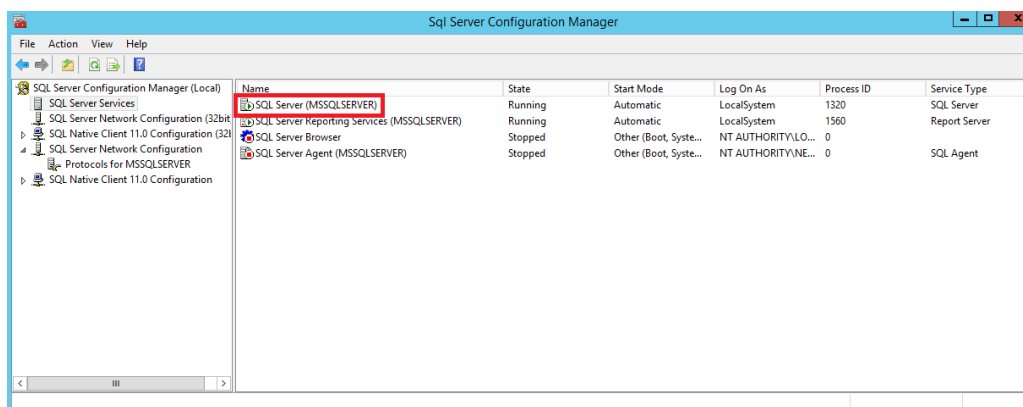 Sql Server Configuration Manager
File Action View Help
SQL Server Configuration Manager (Local)
SQL Server Services
SQL Server Network Configuration (32bit
SQL Native Client 11.0 Configuration (32b
SQL Server Network Configuration
Protocols for MSSQLSERVER
SQL Native Client 11.0 Configuration
Name State Start Mode Log On As Process ID Service Type
SQL Server (MSSQLSERVER) Running Automatic LocalSystem 1320 SQL Server
SQL Server Reporting Services (MSSQLSERVER) Running Automatic LocalSystem 1560 Report Server
SQL Server Browser Stopped Other (Boot, Syste... NT AUTHORITY\LO... 0
SQL Server Agent (MSSQLSERVER) Stopped Other (Boot, Syste... NT AUTHORITY\NE... 0 SQL Agent